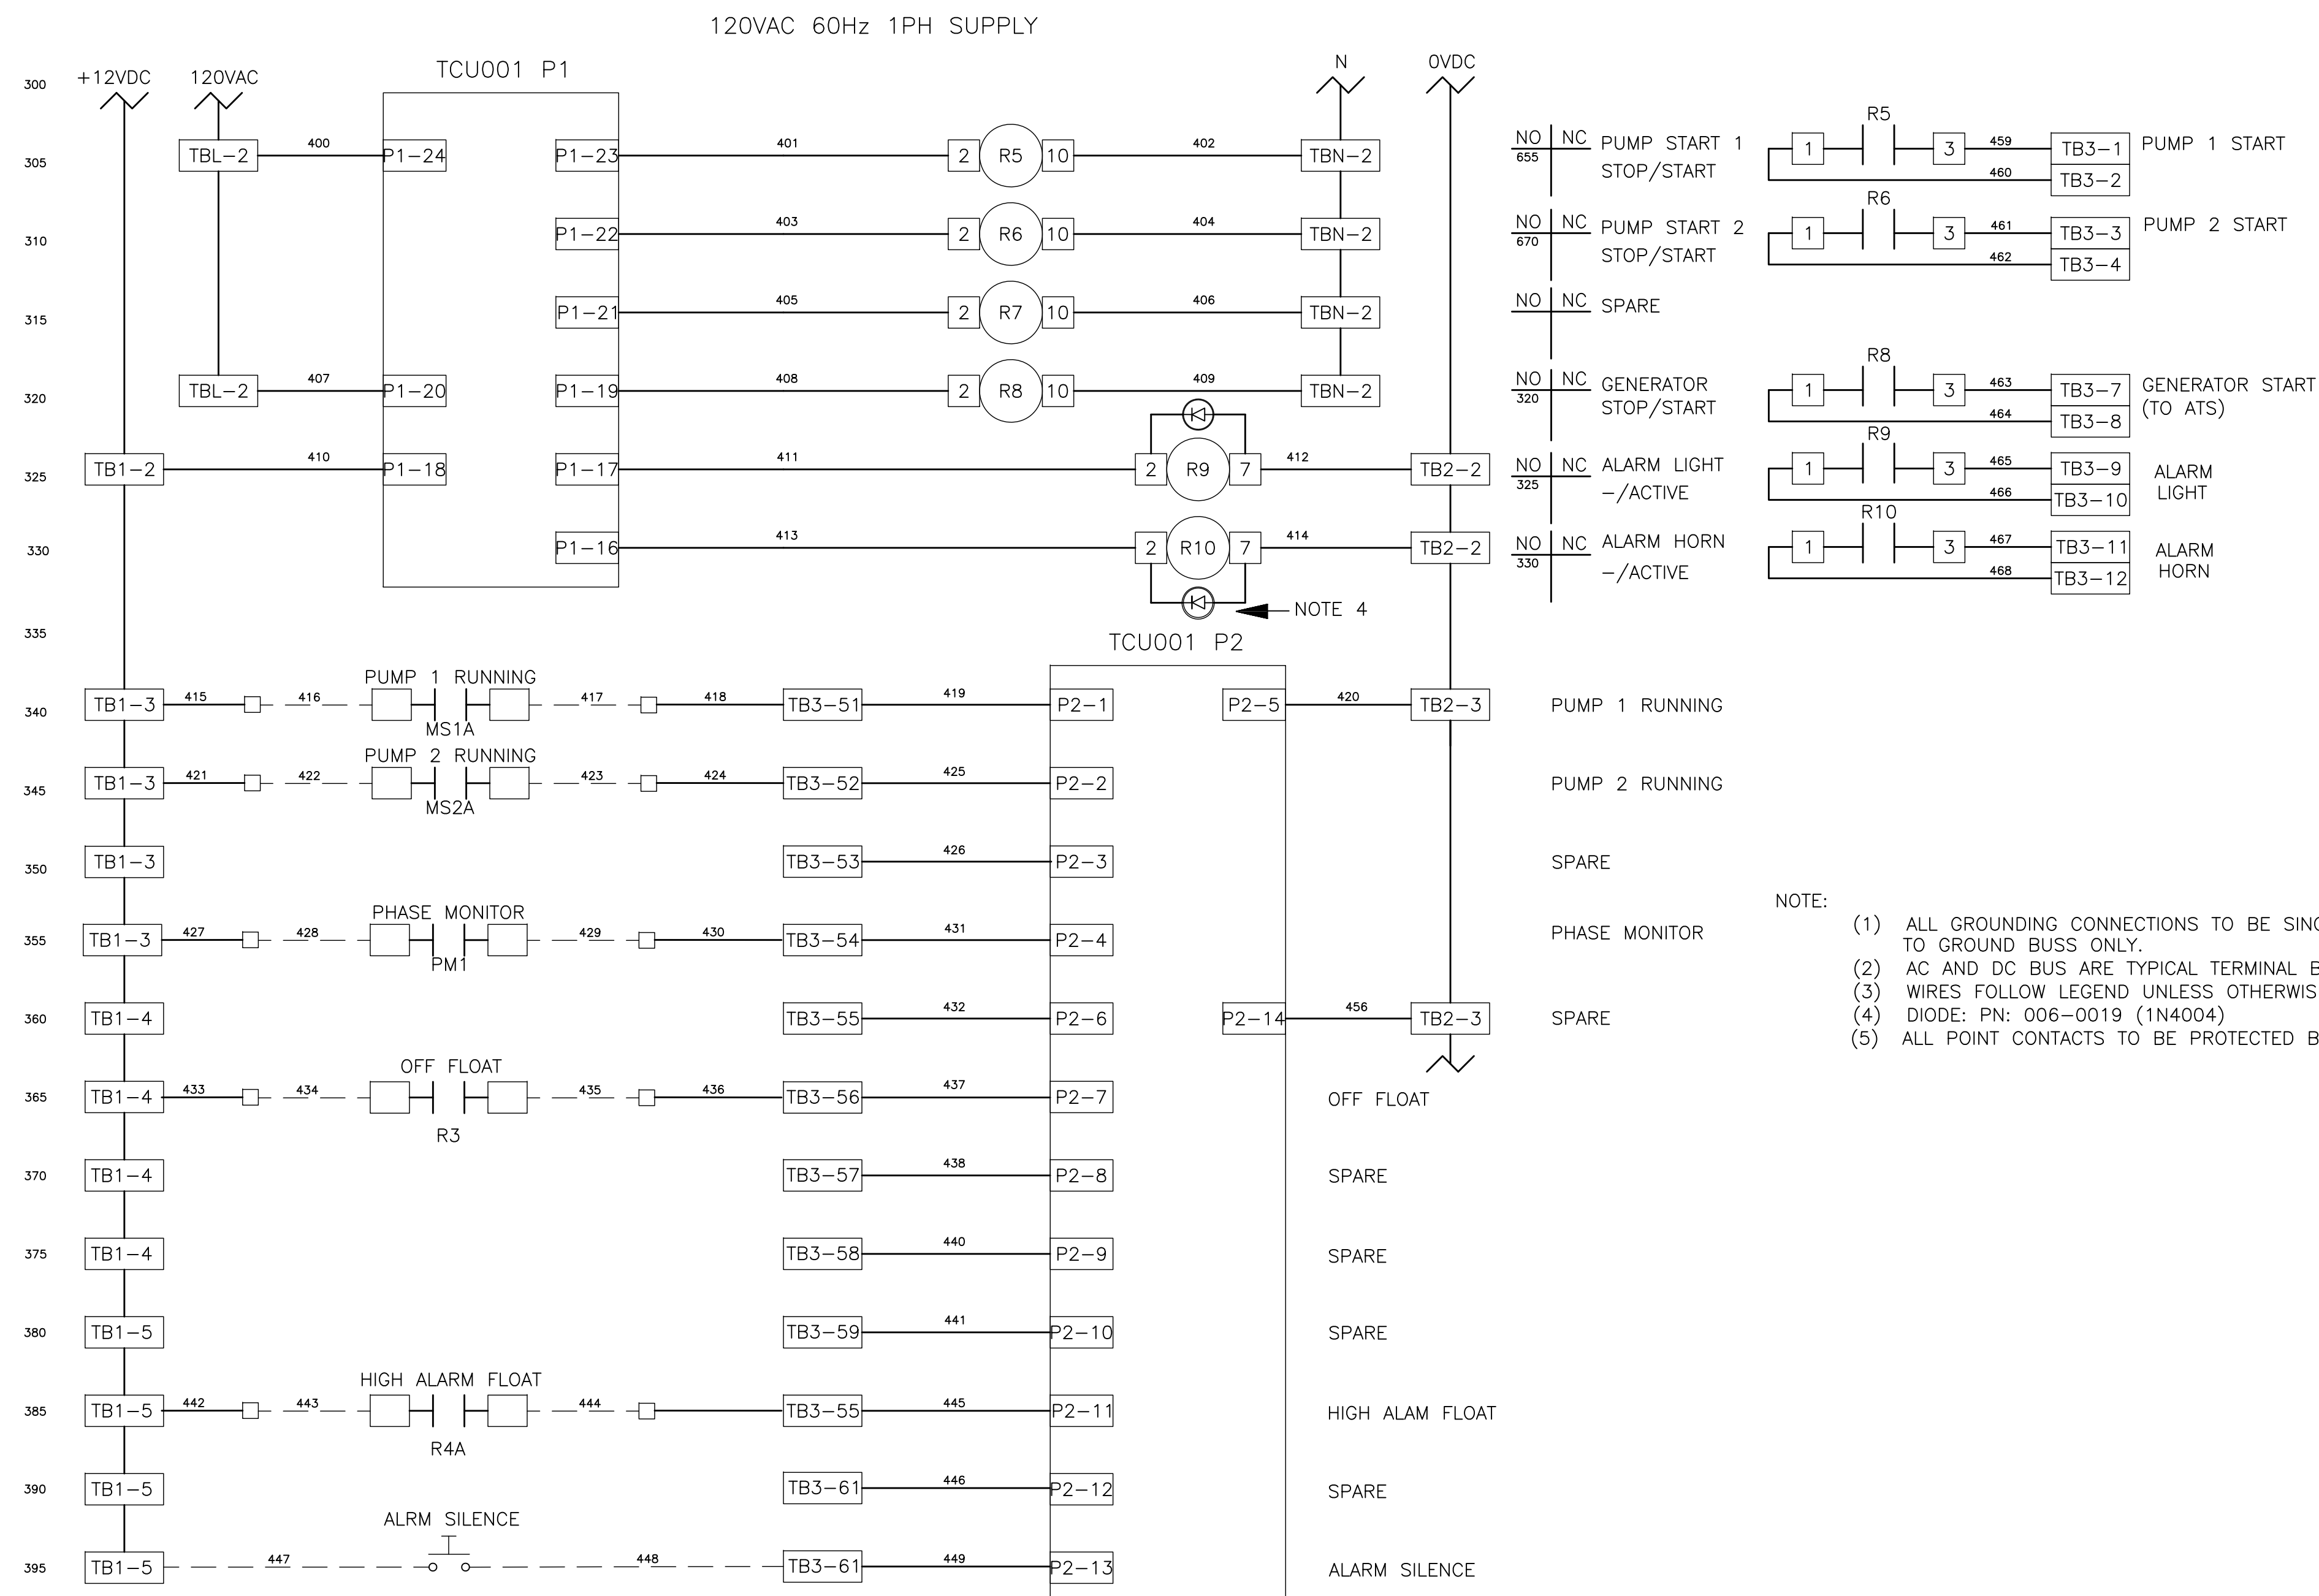 120VAC 60Hz 1PH SUPPLY
300 +12VDC 120VAC TCU001 P1 N 0VDC
R5
305 TBL-2 400 P1-24 P1-23 401 2 R5 10 402 TBN-2 NO NC PUMP START 1 1 3 459 TB3-1 PUMP 1 START
655 STOP/START 460 TB3-2
R6
310 P1-22 403 2 R6 10 404 TBN-2 NO NC PUMP START 2 1 3 461 TB3-3 PUMP 2 START
670 STOP/START 462 TB3-4
315 P1-21 405 2 R7 10 406 TBN-2 NO NC SPARE
R8
320 TBL-2 407 P1-20 P1-19 408 2 R8 10 409 TBN-2 NO NC GENERATOR 1 3 463 TB3-7 GENERATOR START
320 STOP/START 464 TB3-8 (TO ATS)
R9
325 TB1-2 410 P1-18 P1-17 411 2 R9 7 412 TB2-2 NO NC ALARM LIGHT 1 3 465 TB3-9 ALARM
325 -/ACTIVE 466 TB3-10 LIGHT
R10
330 P1-16 413 2 R10 7 414 TB2-2 NO NC ALARM HORN 1 3 467 TB3-11 ALARM
330 -/ACTIVE 468 TB3-12 HORN
NOTE 4
335
TCU001 P2
PUMP 1 RUNNING
340 TB1-3 415 416 417 418 TB3-51 419 P2-1 P2-5 420 TB2-3 PUMP 1 RUNNING
MS1A
PUMP 2 RUNNING
345 TB1-3 421 422 423 424 TB3-52 425 P2-2 PUMP 2 RUNNING
MS2A
350 TB1-3 TB3-53 426 P2-3 SPARE
PHASE MONITOR
355 TB1-3 427 428 429 430 TB3-54 431 P2-4 PHASE MONITOR
PM1
360 TB1-4 TB3-55 432 P2-6 P2-14 456 TB2-3 SPARE
NOTE:
(1) ALL GROUNDING CONNECTIONS TO BE
TO GROUND BUSS ONLY.
(2) AC AND DC BUS ARE TYPICAL TERMINAL
(3) WIRES FOLLOW LEGEND UNLESS
(4) DIODE: PN: 006-0019 (1N4004)
(5) ALL POINT CONTACTS TO BE PROTECTED
OFF FLOAT
365 TB1-4 433 434 435 436 TB3-56 437 P2-7 OFF FLOAT
R3
370 TB1-4 TB3-57 438 P2-8 SPARE
375 TB1-4 TB3-58 440 P2-9 SPARE
380 TB1-5 TB3-59 441 P2-10 SPARE
HIGH ALARM FLOAT
385 TB1-5 442 443 444 TB3-55 445 P2-11 HIGH ALAM FLOAT
R4A
390 TB1-5 TB3-61 446 P2-12 SPARE
ALRM SILENCE
395 TB1-5 447 448 TB3-61 449 P2-13 ALARM SILENCE